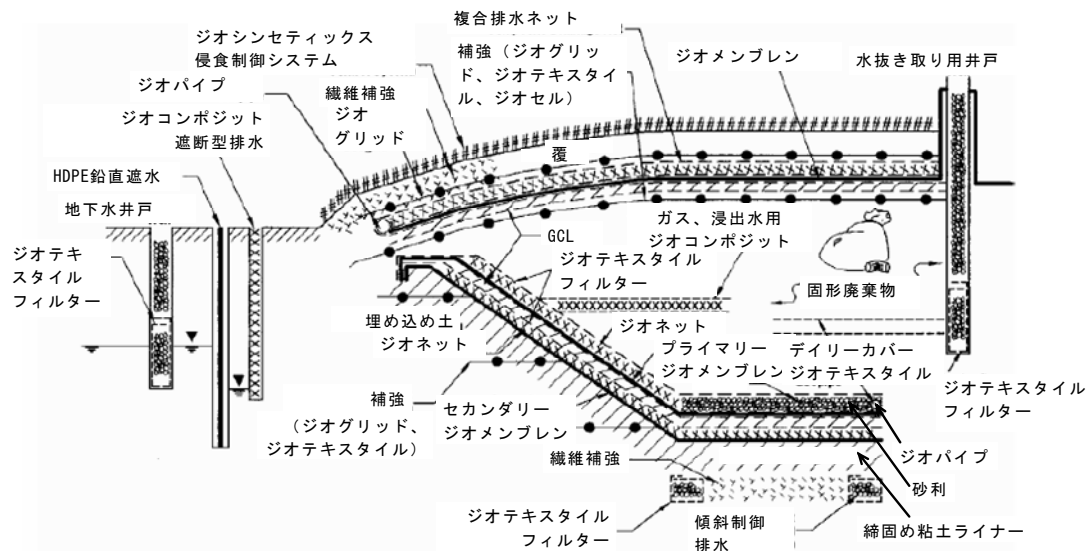 ジオシンセティックス
侵食制御システム
ジオパイプ
繊維補強
ジオコンポジット
遮断型排水
ジオ
グリッド
HDPE鉛直遮水
地下水井戸
ジオテキ
スタイル
フィルター
複合排水ネット
補強（ジオグリッ
ド、ジオテキスタイ
ル、ジオセル）
ジオメンブレン
水抜き取り用井戸
覆
GCL
ガス、浸出水用
ジオコンポジット
ジオテキスタイル
フィルター
固形廃棄物
埋め込め土
ジオネット
ジオネット
プライマリー
ジオメンブレン
デイリーカバー
ジオテキスタイル
ジオテキスタイル
フィルター
補強
（ジオグリッド、
ジオテキスタイル）
セカンダリー
ジオメンブレン
繊維補強
ジオパイプ
砂利
締固め粘土ライナー
ジオテキスタイル
フィルター
傾斜制御
排水